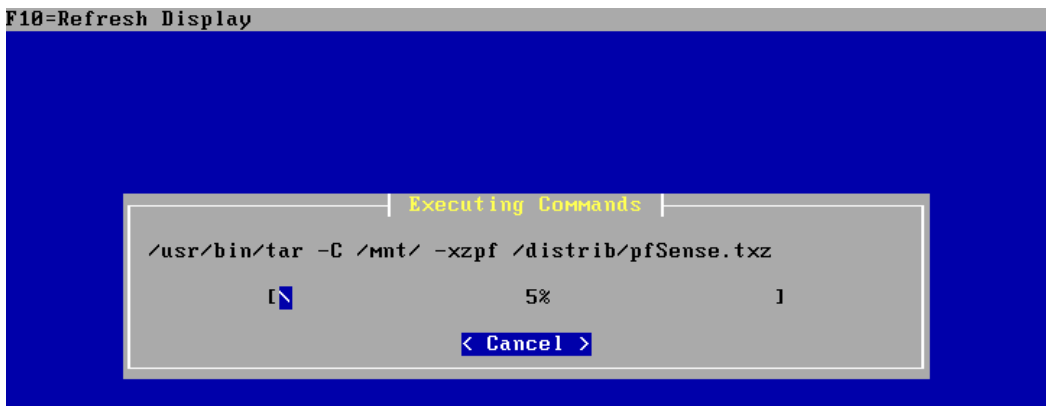 F10=Refresh Display
Executing Commands
/usr/bin/tar -C /mnt/ -xzpf /distrib/pfSense.txz
[\ 5% ]
< Cancel >